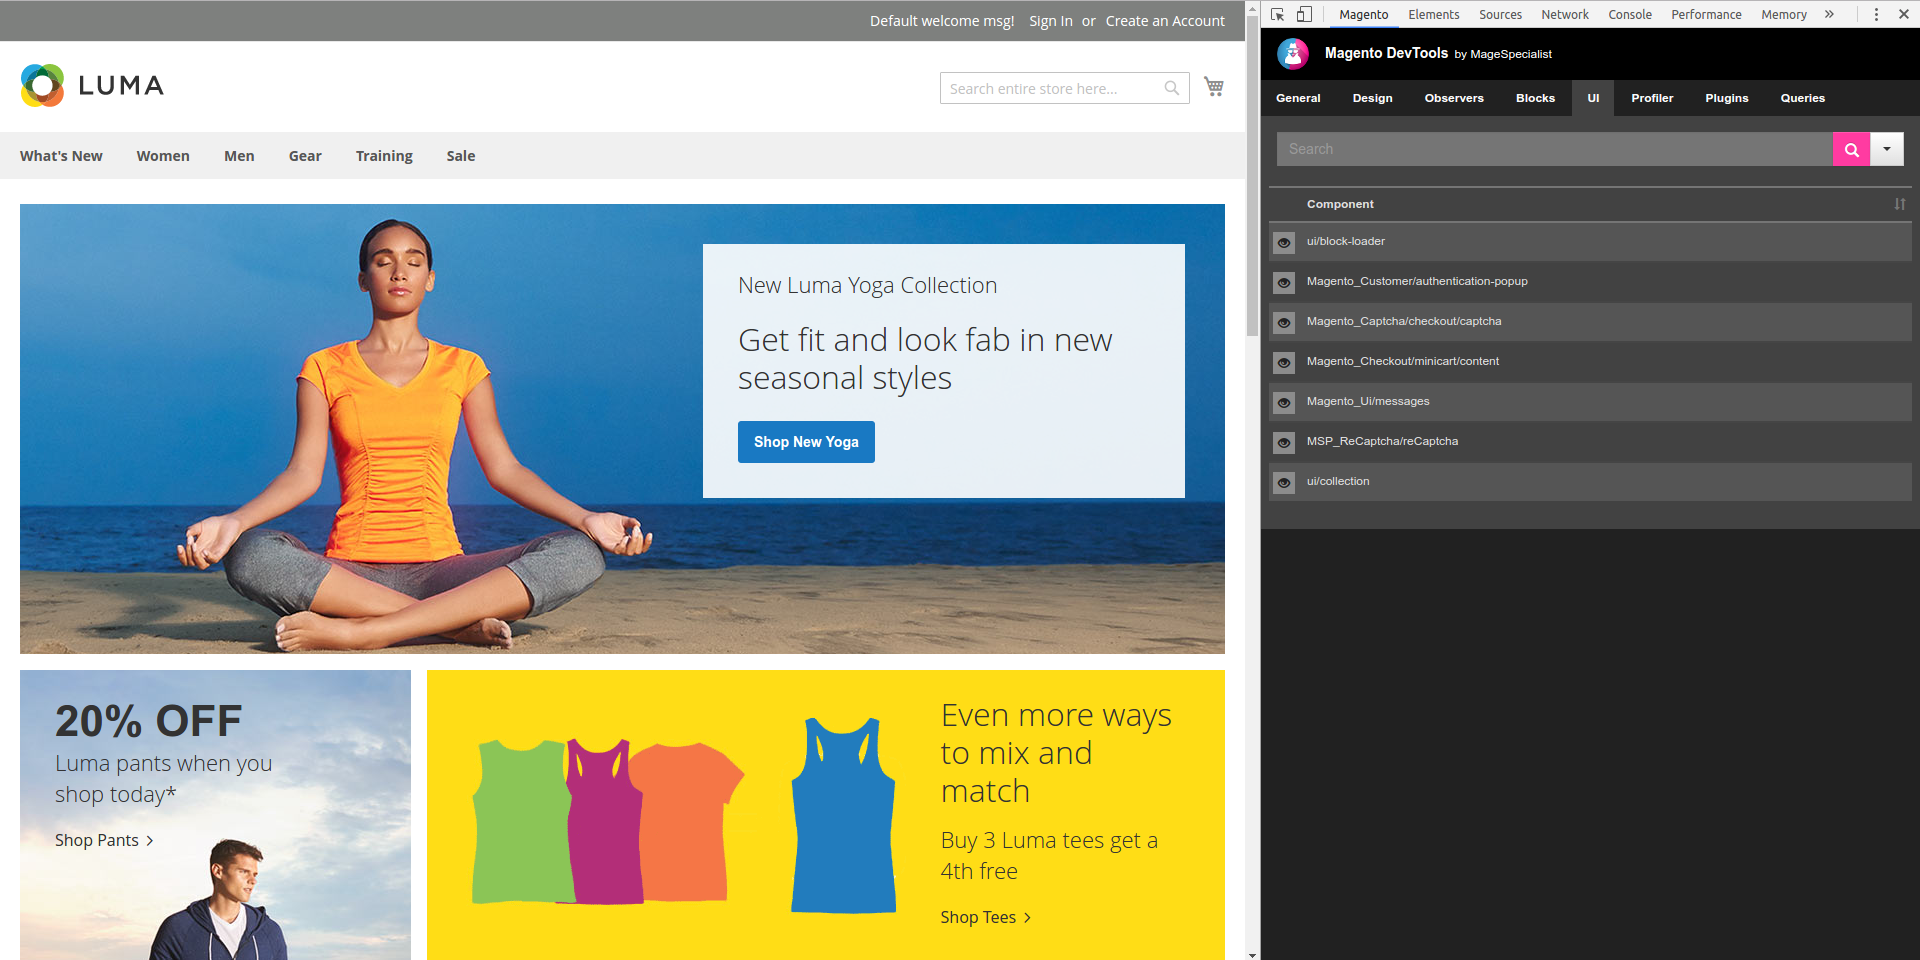 Default welcome msg! Sign In or Create an Account
LUMA
Search entire store here...
What's New Women Men Gear Training Sale
New Luma Yoga Collection
Get fit and look fab in new
seasonal styles
Shop New Yoga
20% OFF
Luma pants when you
shop today*
Shop Pants
Even more ways
to mix and
match
Buy 3 Luma tees get a
4th free
Shop Tees
Magento Elements Sources Network Console Performance Memory
Magento DevTools by MageSpecialist
General Design Observers Blocks UI Profiler Plugins Queries
Search
Component
ui/block-loader
Magento_Customer/authentication-popup
Magento_Captcha/checkout/captcha
Magento_Checkout/minicart/content
Magento_Ui/messages
MSP_ReCaptcha/reCaptcha
ui/collection